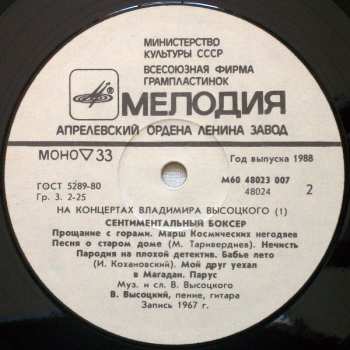 МИНИСТЕРСТВО
КУЛЬТУРЫ СССР
ВСЕСОЮЗНАЯ ФИРМА
ГРАМПЛАСТИНОК
МЕЛОДИЯ
АПРЕЛЕВСКИЙ ОРДЕНА ЛЕНИНА ЗАВОД
МОНО ▽ 33
Год выпуска 1988
ГОСТ 5289-80
М60 48023 007
Гр. 3. 2-25
48024
2
НА КОНЦЕРТАХ ВЛАДИМИРА ВЫСОЦКОГО (1)
СЕНТИМЕНТАЛЬНЫЙ БОКСЕР
Прощание с горами. Марш Космических негодяев
Песня о старом доме (М. Таривердиев). Нечисть
Пародия на плохой детектив. Бабье лето
(И. Кохановский). Мой друг уехал
в Магадан. Парус
Муз. и сл. В. Высоцкого
В. Высоцкий, пение, гитара
Запись 1967 г.